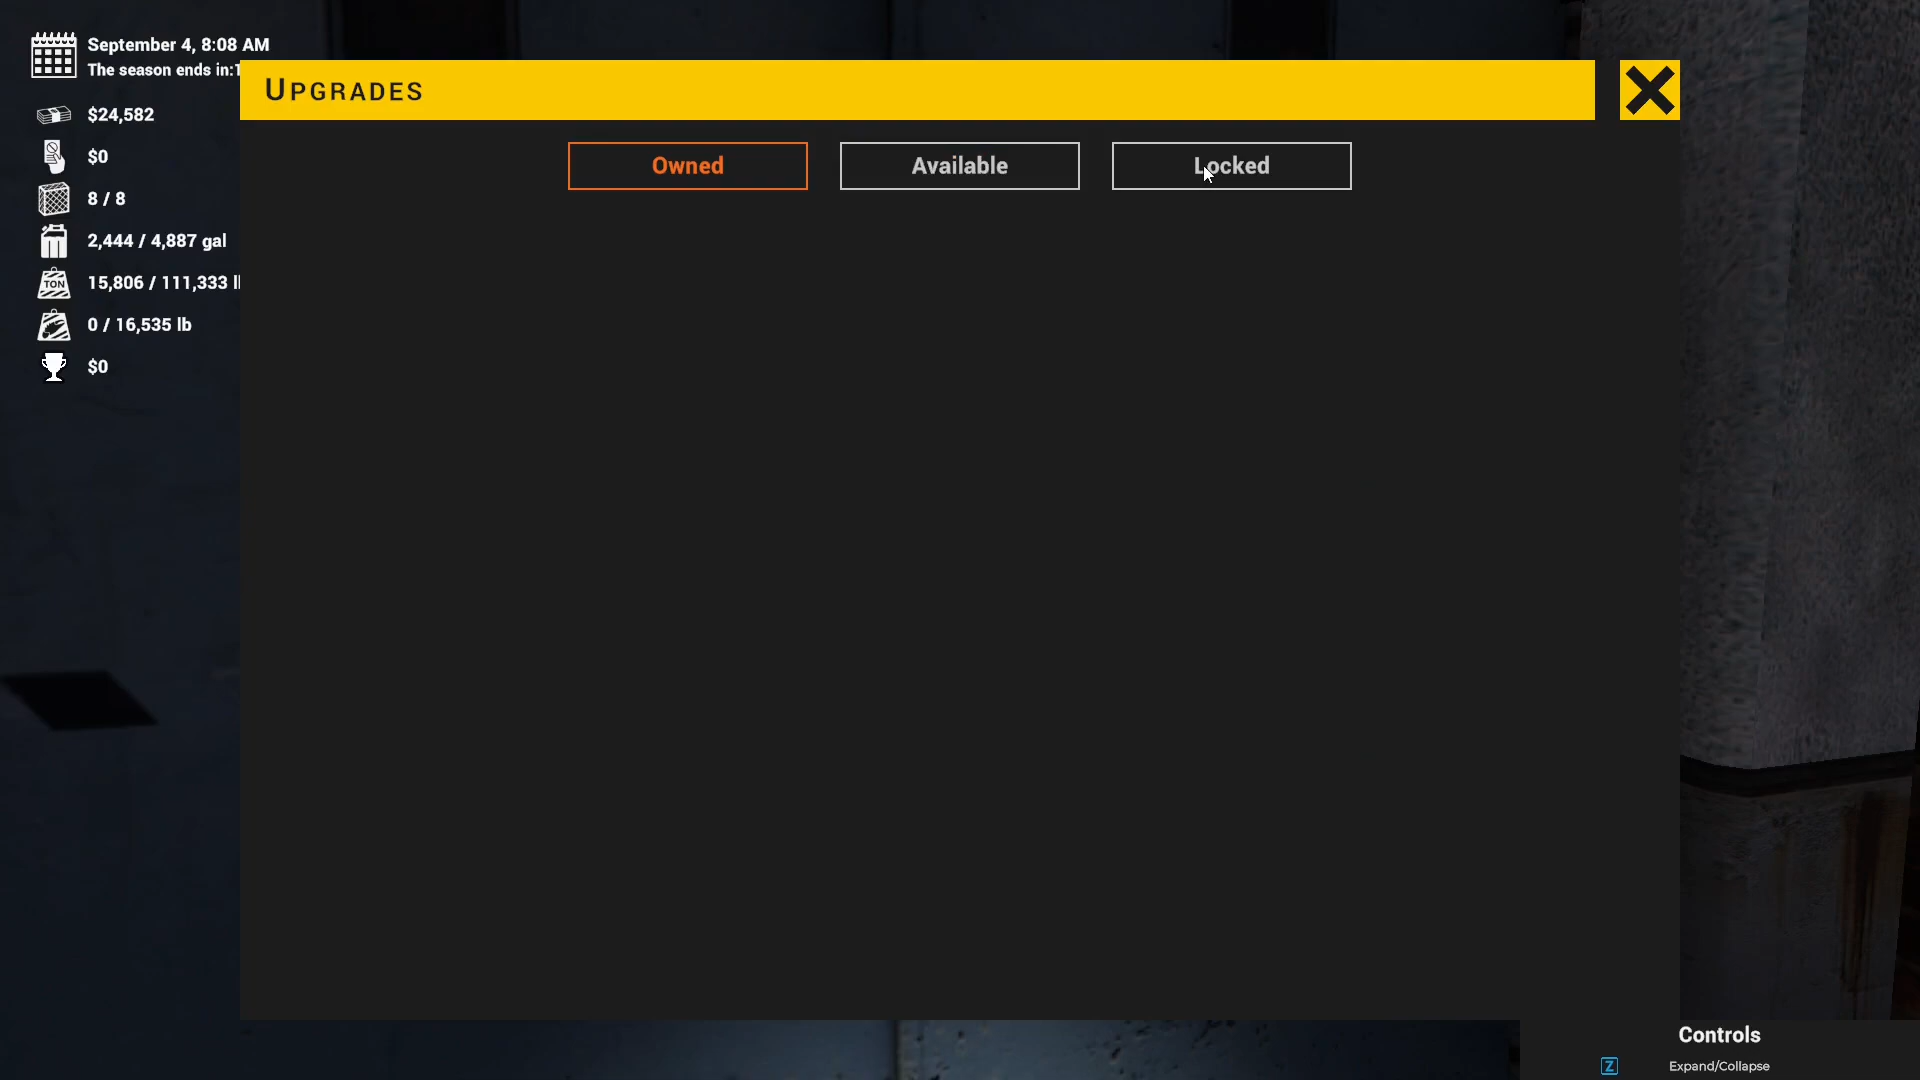 September 4, 8:08 AM
The season ends in:
$24,582
$0
8 / 8
2,444 / 4,887 gal
TON
15,806 / 111,333
0 / 16,535 lb
$0
UPGRADES
Owned
Available
Locked
Controls
Z
Expand/Collapse